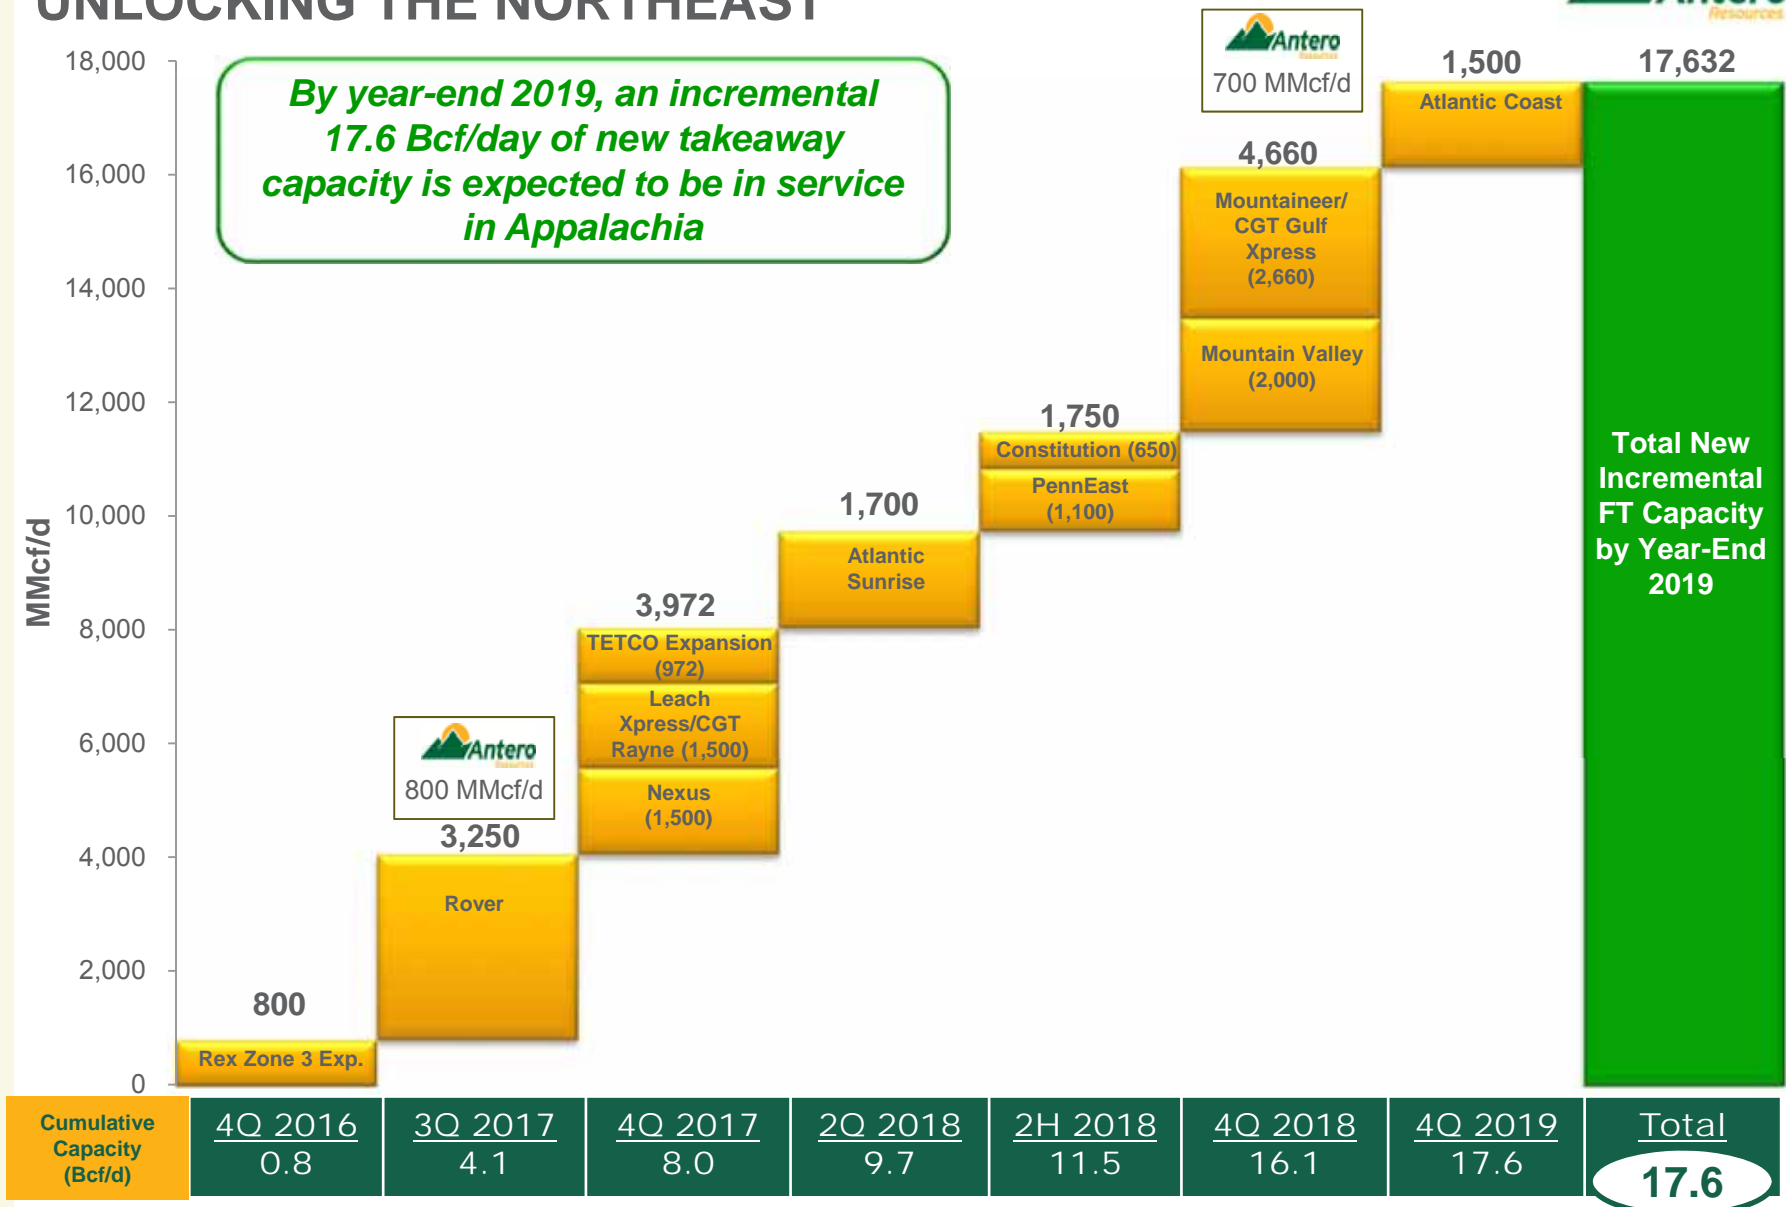 UNLOCKING THE NORTHEAST
Antero
Resources
By year-end 2019, an incremental
17.6 Bcf/day of new takeaway
capacity is expected to be in service
in Appalachia
MMcf/d
18,000
16,000
14,000
12,000
10,000
8,000
6,000
4,000
2,000
0
800
Rex Zone 3 Exp.
Antero
Resources
800 MMcf/d
3,250
Rover
3,972
TETCO Expansion
(972)
Leach
Xpress/CGT
Rayne (1,500)
Nexus
(1,500)
1,700
Atlantic
Sunrise
1,750
Constitution (650)
PennEast
(1,100)
Antero
Resources
700 MMcf/d
4,660
Mountaineer/
CGT Gulf
Xpress
(2,660)
Mountain Valley
(2,000)
1,500
Atlantic Coast
17,632
Total New
Incremental
FT Capacity
by Year-End
2019
Cumulative
Capacity
(Bcf/d)
4Q 2016
0.8
3Q 2017
4.1
4Q 2017
8.0
2Q 2018
9.7
2H 2018
11.5
4Q 2018
16.1
4Q 2019
17.6
Total
17.6